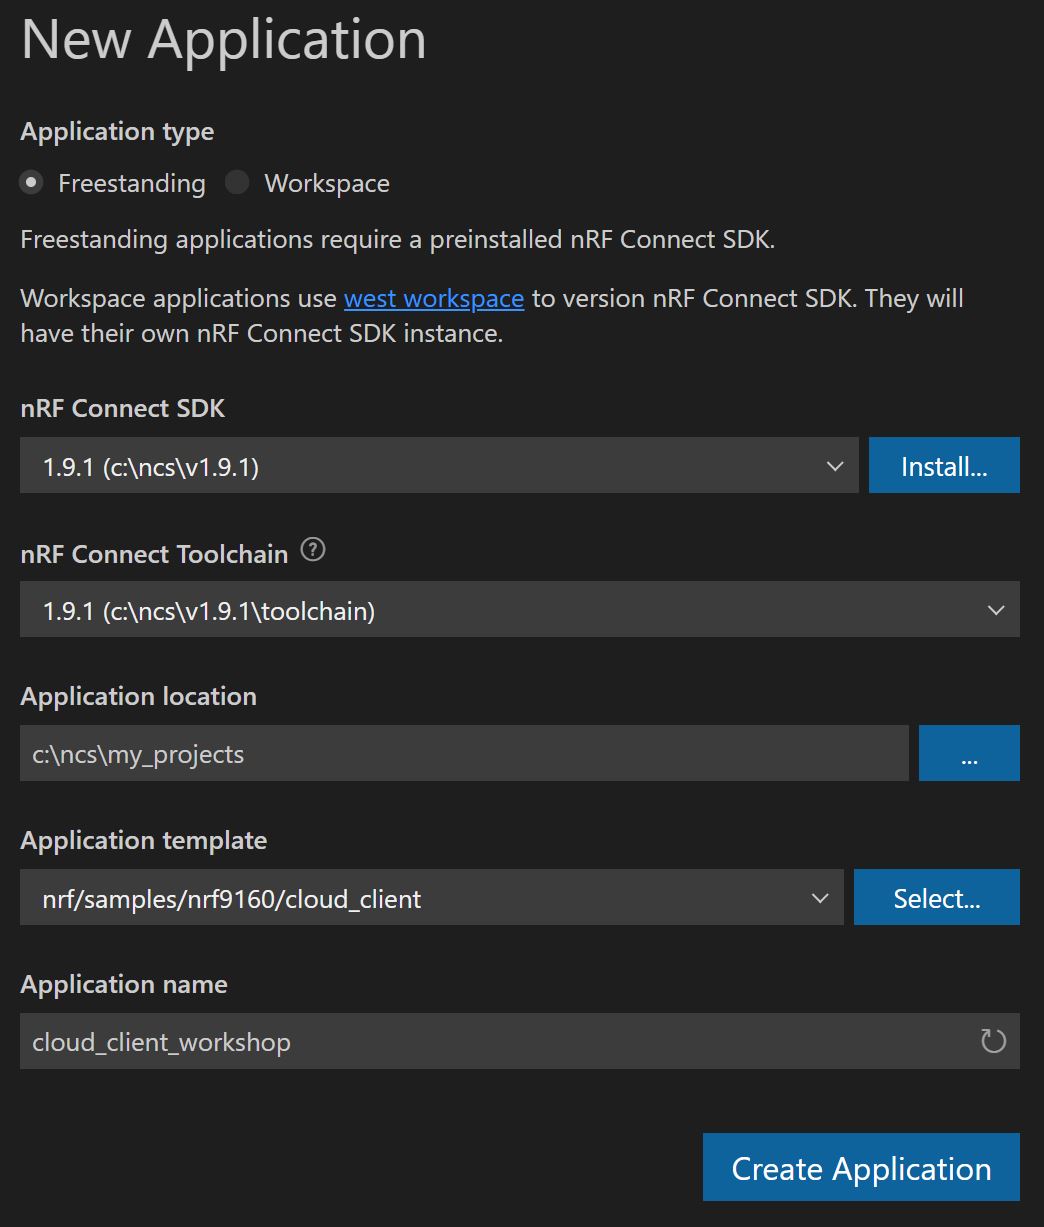 New Application
Application type
Freestanding Workspace
Freestanding applications require a preinstalled nRF Connect SDK.
Workspace applications use west workspace to version nRF Connect SDK. They will
have their own nRF Connect SDK instance.
nRF Connect SDK
1.9.1 (c:\ncs\v1.9.1) Install...
nRF Connect Toolchain ?
1.9.1 (c:\ncs\v1.9.1\toolchain)
Application location
c:\ncs\my_projects ...
Application template
nrf/samples/nrf9160/cloud_client Select...
Application name
cloud_client_workshop
Create Application